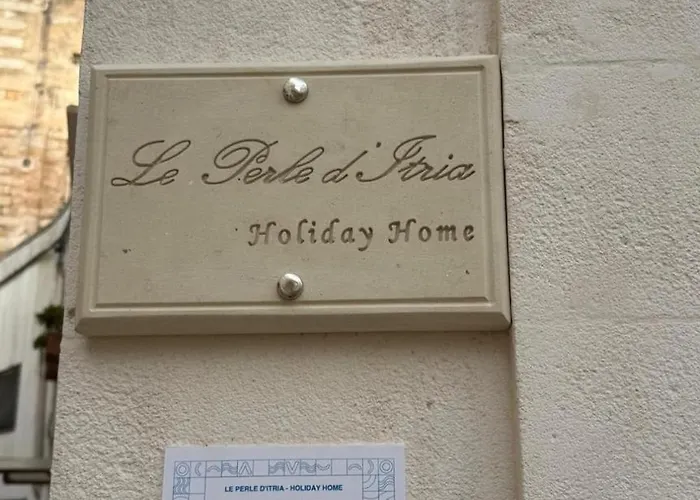 Le Perle d'Itria
Holiday Home
LE PERLE D'ITRIA - HOLIDAY HOME